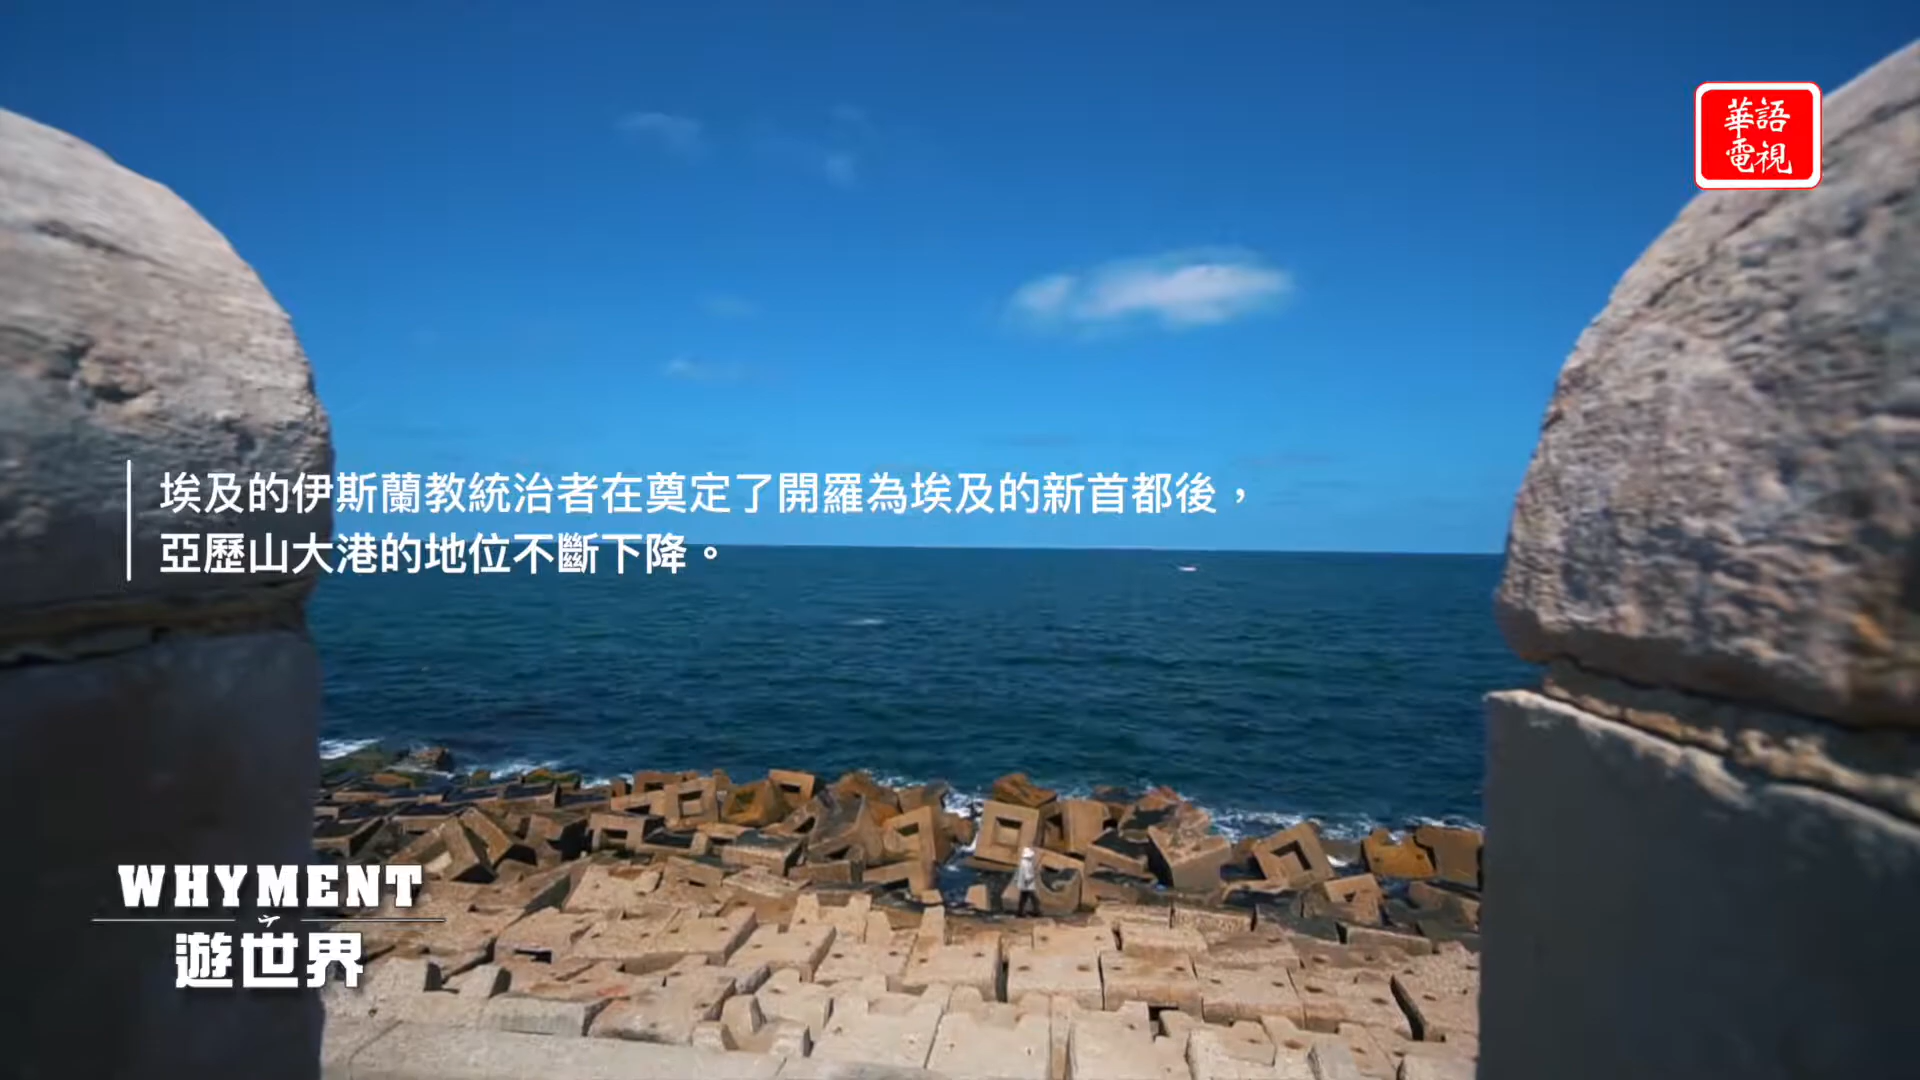 華語
電視
埃及的伊斯蘭教統治者在奠定了開羅為埃及的新首都後，
亞歷山大港的地位不斷下降。
WHYMENT
遊世界